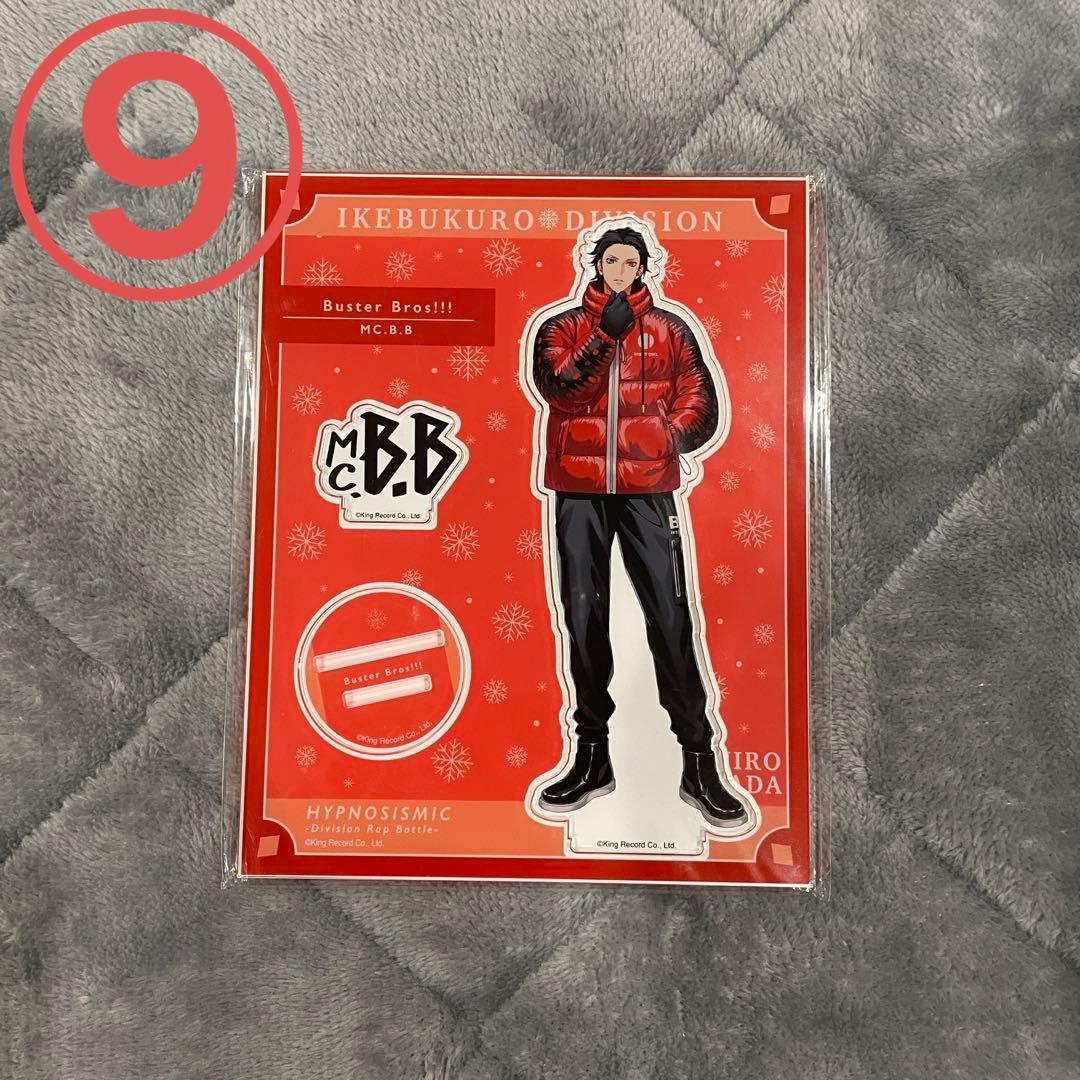 ⑨
IKEBUKURO DIVISION
Buster Bros!!!
MC.B.B
MC.B.B
©King Record Co., Ltd.
Buster Bros!!!
©King Record Co., Ltd.
HYPNOSISMIC
-Division Rap Battle-
©King Record Co., Ltd.
IRO
ADA
©King Record Co., Ltd.